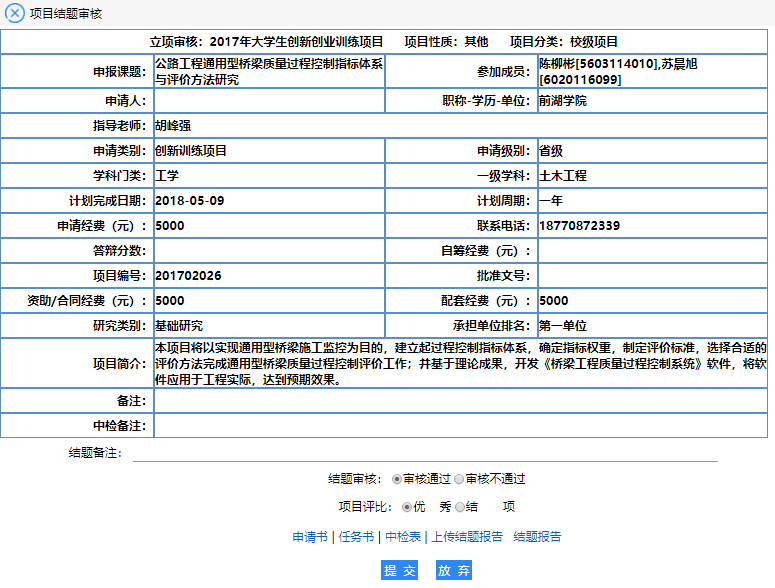 项目结题审核
立项审核：2017年大学生创新创业训练项目 项目性质：其他 项目分类：校级项目
申报课题： 公路工程通用型桥梁质量过程控制指标体系
与评价方法研究
参加成员： 陈柳彬[5603114010],苏晨旭
[6020116099]
申请人： 职称-学历-单位： 前湖学院
指导老师： 胡峰强
申请类别： 创新训练项目 申请级别： 省级
学科门类： 工学 一级学科： 土木工程
计划完成日期： 2018-05-09 计划周期： 一年
申请经费（元）： 5000 联系电话： 18770872339
答辩分数： 自筹经费（元）：
项目编号： 201702026 批准文号：
资助/合同经费（元）： 5000 配套经费（元）： 5000
研究类别： 基础研究 承担单位排名： 第一单位
项目简介： 本项目将以实现通用型桥梁施工监控为目的，建立起过程控制指标体系，确定指标权重，制定评价标准，选择合适的
评价方法完成通用型桥梁质量过程控制评价工作；并基于理论成果，开发《桥梁工程质量过程控制系统》软件，将软
件应用于工程实际，达到预期效果。
备注：
中检备注：
结题备注：
结题审核： 审核通过 审核不通过
项目评比： 优 秀 结 项
申请书 | 任务书 | 中检表 | 上传结题报告 结题报告
提 交 放 弃